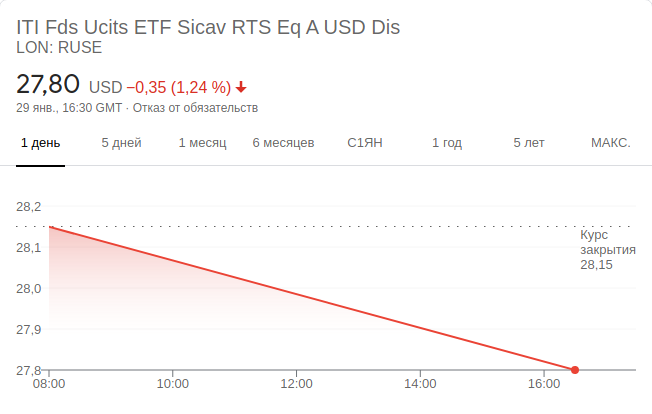 ITI Fds Ucits ETF Sicav RTS Eq A USD Dis
LON: RUSE
27,80 USD −0,35 (1,24 %)
29 янв., 16:30 GMT · Отказ от обязательств
1 день 5 дней 1 месяц 6 месяцев С1ЯН 1 год 5 лет МАКС.
28,2
Курс
закрытия
28,15
28,1
28,0
27,9
27,8
08:00 10:00 12:00 14:00 16:00